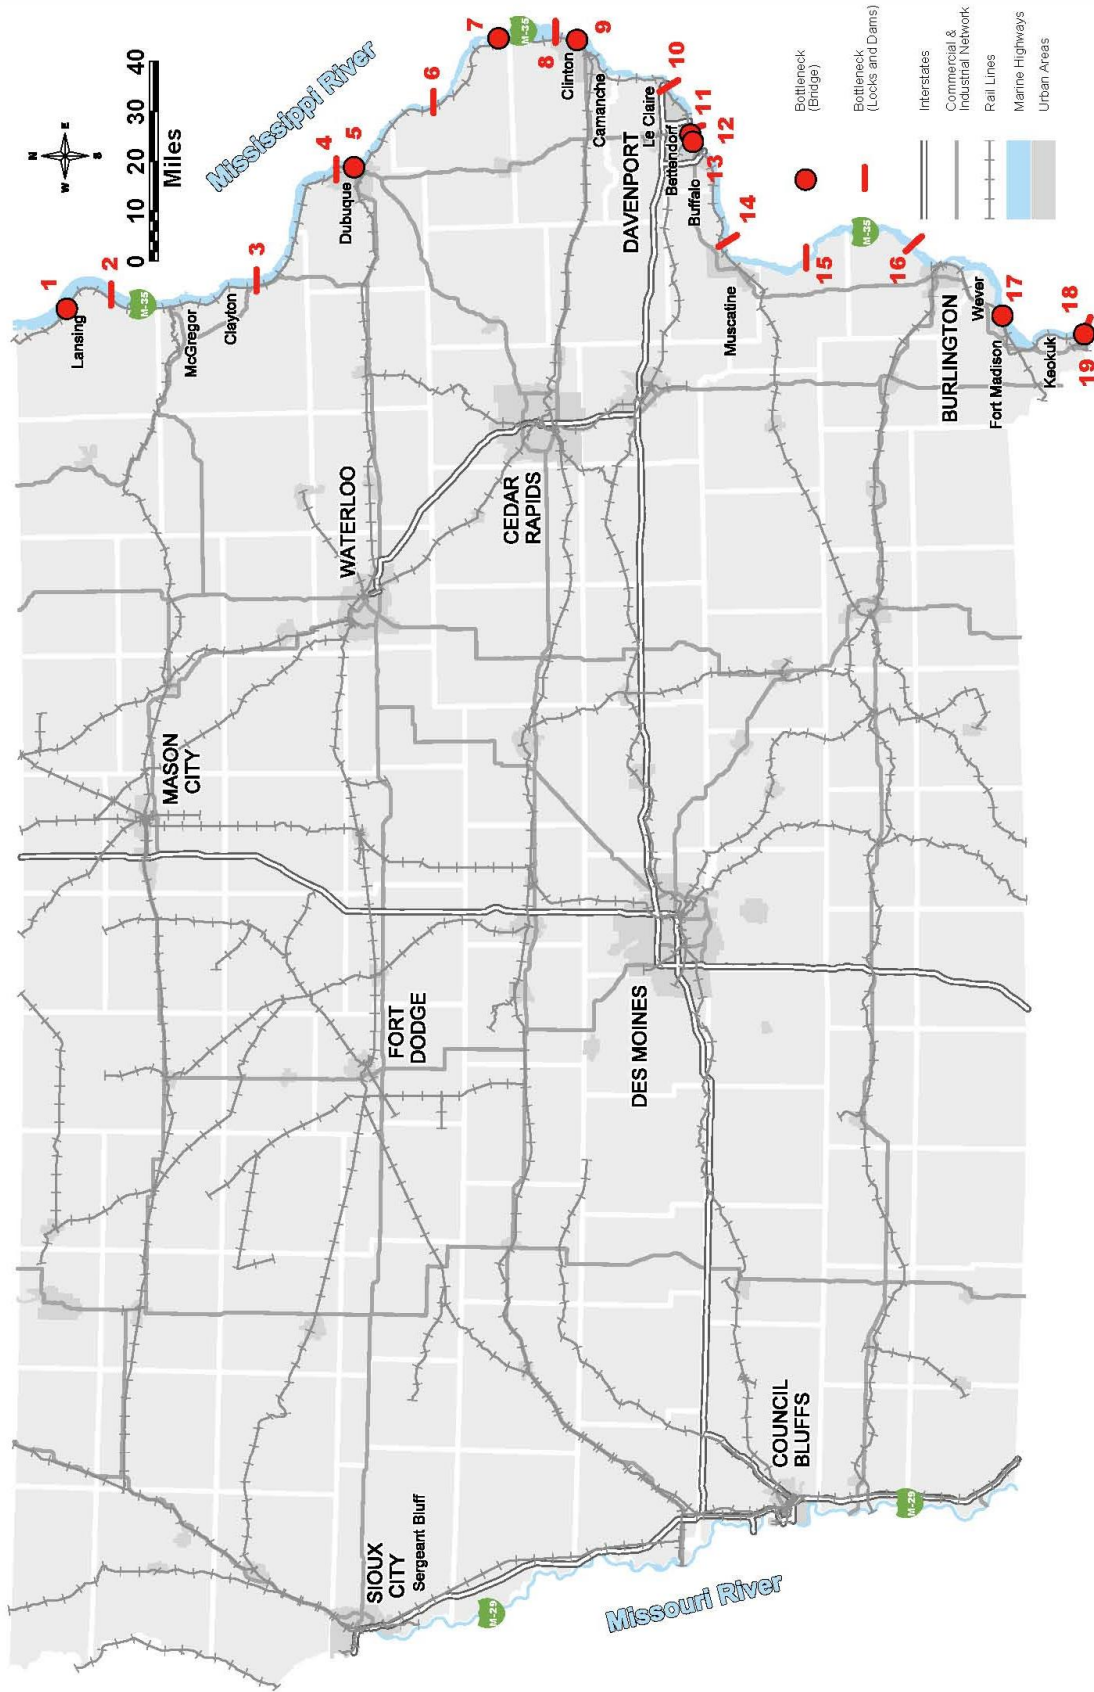 N
W
E
S
0
10
20
30
40
Miles
Mississippi River
Missouri River
1
Lansing
2
M-35
McGregor
Clayton
3
4
5
Dubuque
6
7
M-35
8
9
Clinton
Camanche
10
Le Claire
DAVENPORT
Bettendorf
11
12
13
Buffalo
14
Muscatine
15
M-35
16
BURLINGTON
Wever
17
Fort Madison
18
Keokuk
19
WATERLOO
CEDAR
RAPIDS
MASON
CITY
FORT
DODGE
DES MOINES
SIOUX
CITY
Sergeant Bluff
M-29
COUNCIL
BLUFFS
M-29
Bottleneck
(Bridge)
Bottleneck
(Locks and Dams)
Interstates
Commercial &
Industrial Network
Rail Lines
Marine Highways
Urban Areas